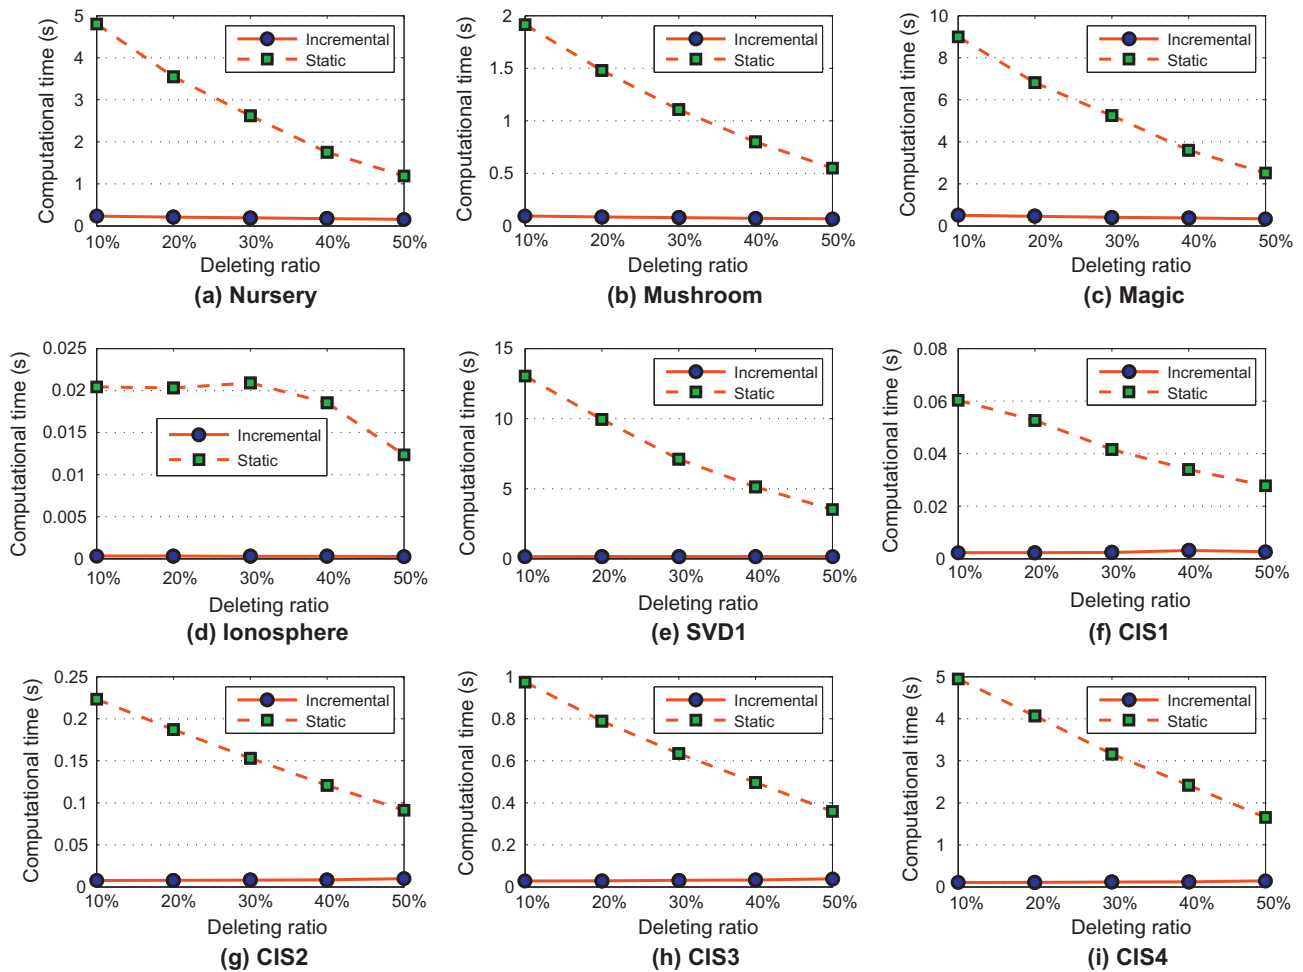 Computational time (s)
5
4
3
2
1
0
Incremental
Static
10% 20% 30% 40% 50%
Deleting ratio
(a) Nursery
Computational time (s)
2
1.5
1
0.5
0
Incremental
Static
10% 20% 30% 40% 50%
Deleting ratio
(b) Mushroom
Computational time (s)
10
8
6
4
2
0
Incremental
Static
10% 20% 30% 40% 50%
Deleting ratio
(c) Magic
Computational time (s)
0.025
0.02
0.015
0.01
0.005
0
Incremental
Static
10% 20% 30% 40% 50%
Deleting ratio
(d) Ionosphere
Computational time (s)
15
10
5
0
Incremental
Static
10% 20% 30% 40% 50%
Deleting ratio
(e) SVD1
Computational time (s)
0.08
0.06
0.04
0.02
0
Incremental
Static
10% 20% 30% 40% 50%
Deleting ratio
(f) CIS1
Computational time (s)
0.25
0.2
0.15
0.1
0.05
0
Incremental
Static
10% 20% 30% 40% 50%
Deleting ratio
(g) CIS2
Computational time (s)
1
0.8
0.6
0.4
0.2
0
Incremental
Static
10% 20% 30% 40% 50%
Deleting ratio
(h) CIS3
Computational time (s)
5
4
3
2
1
0
Incremental
Static
10% 20% 30% 40% 50%
Deleting ratio
(i) CIS4